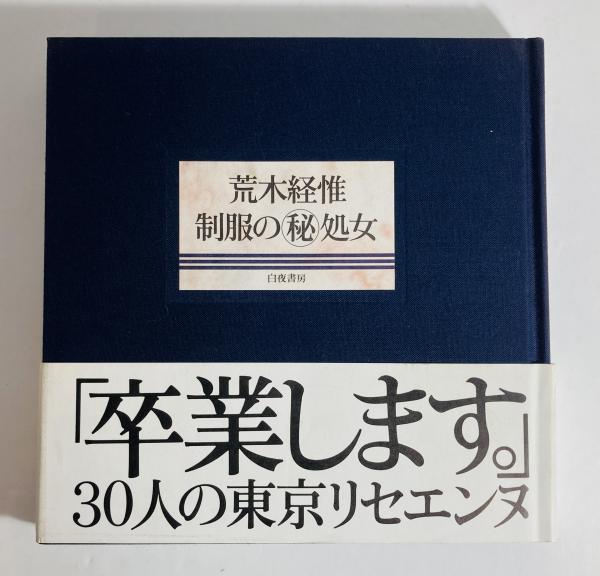 荒木経惟
制服の㊙処女
白夜書房
「卒業します。」
30人の東京リセエンヌ